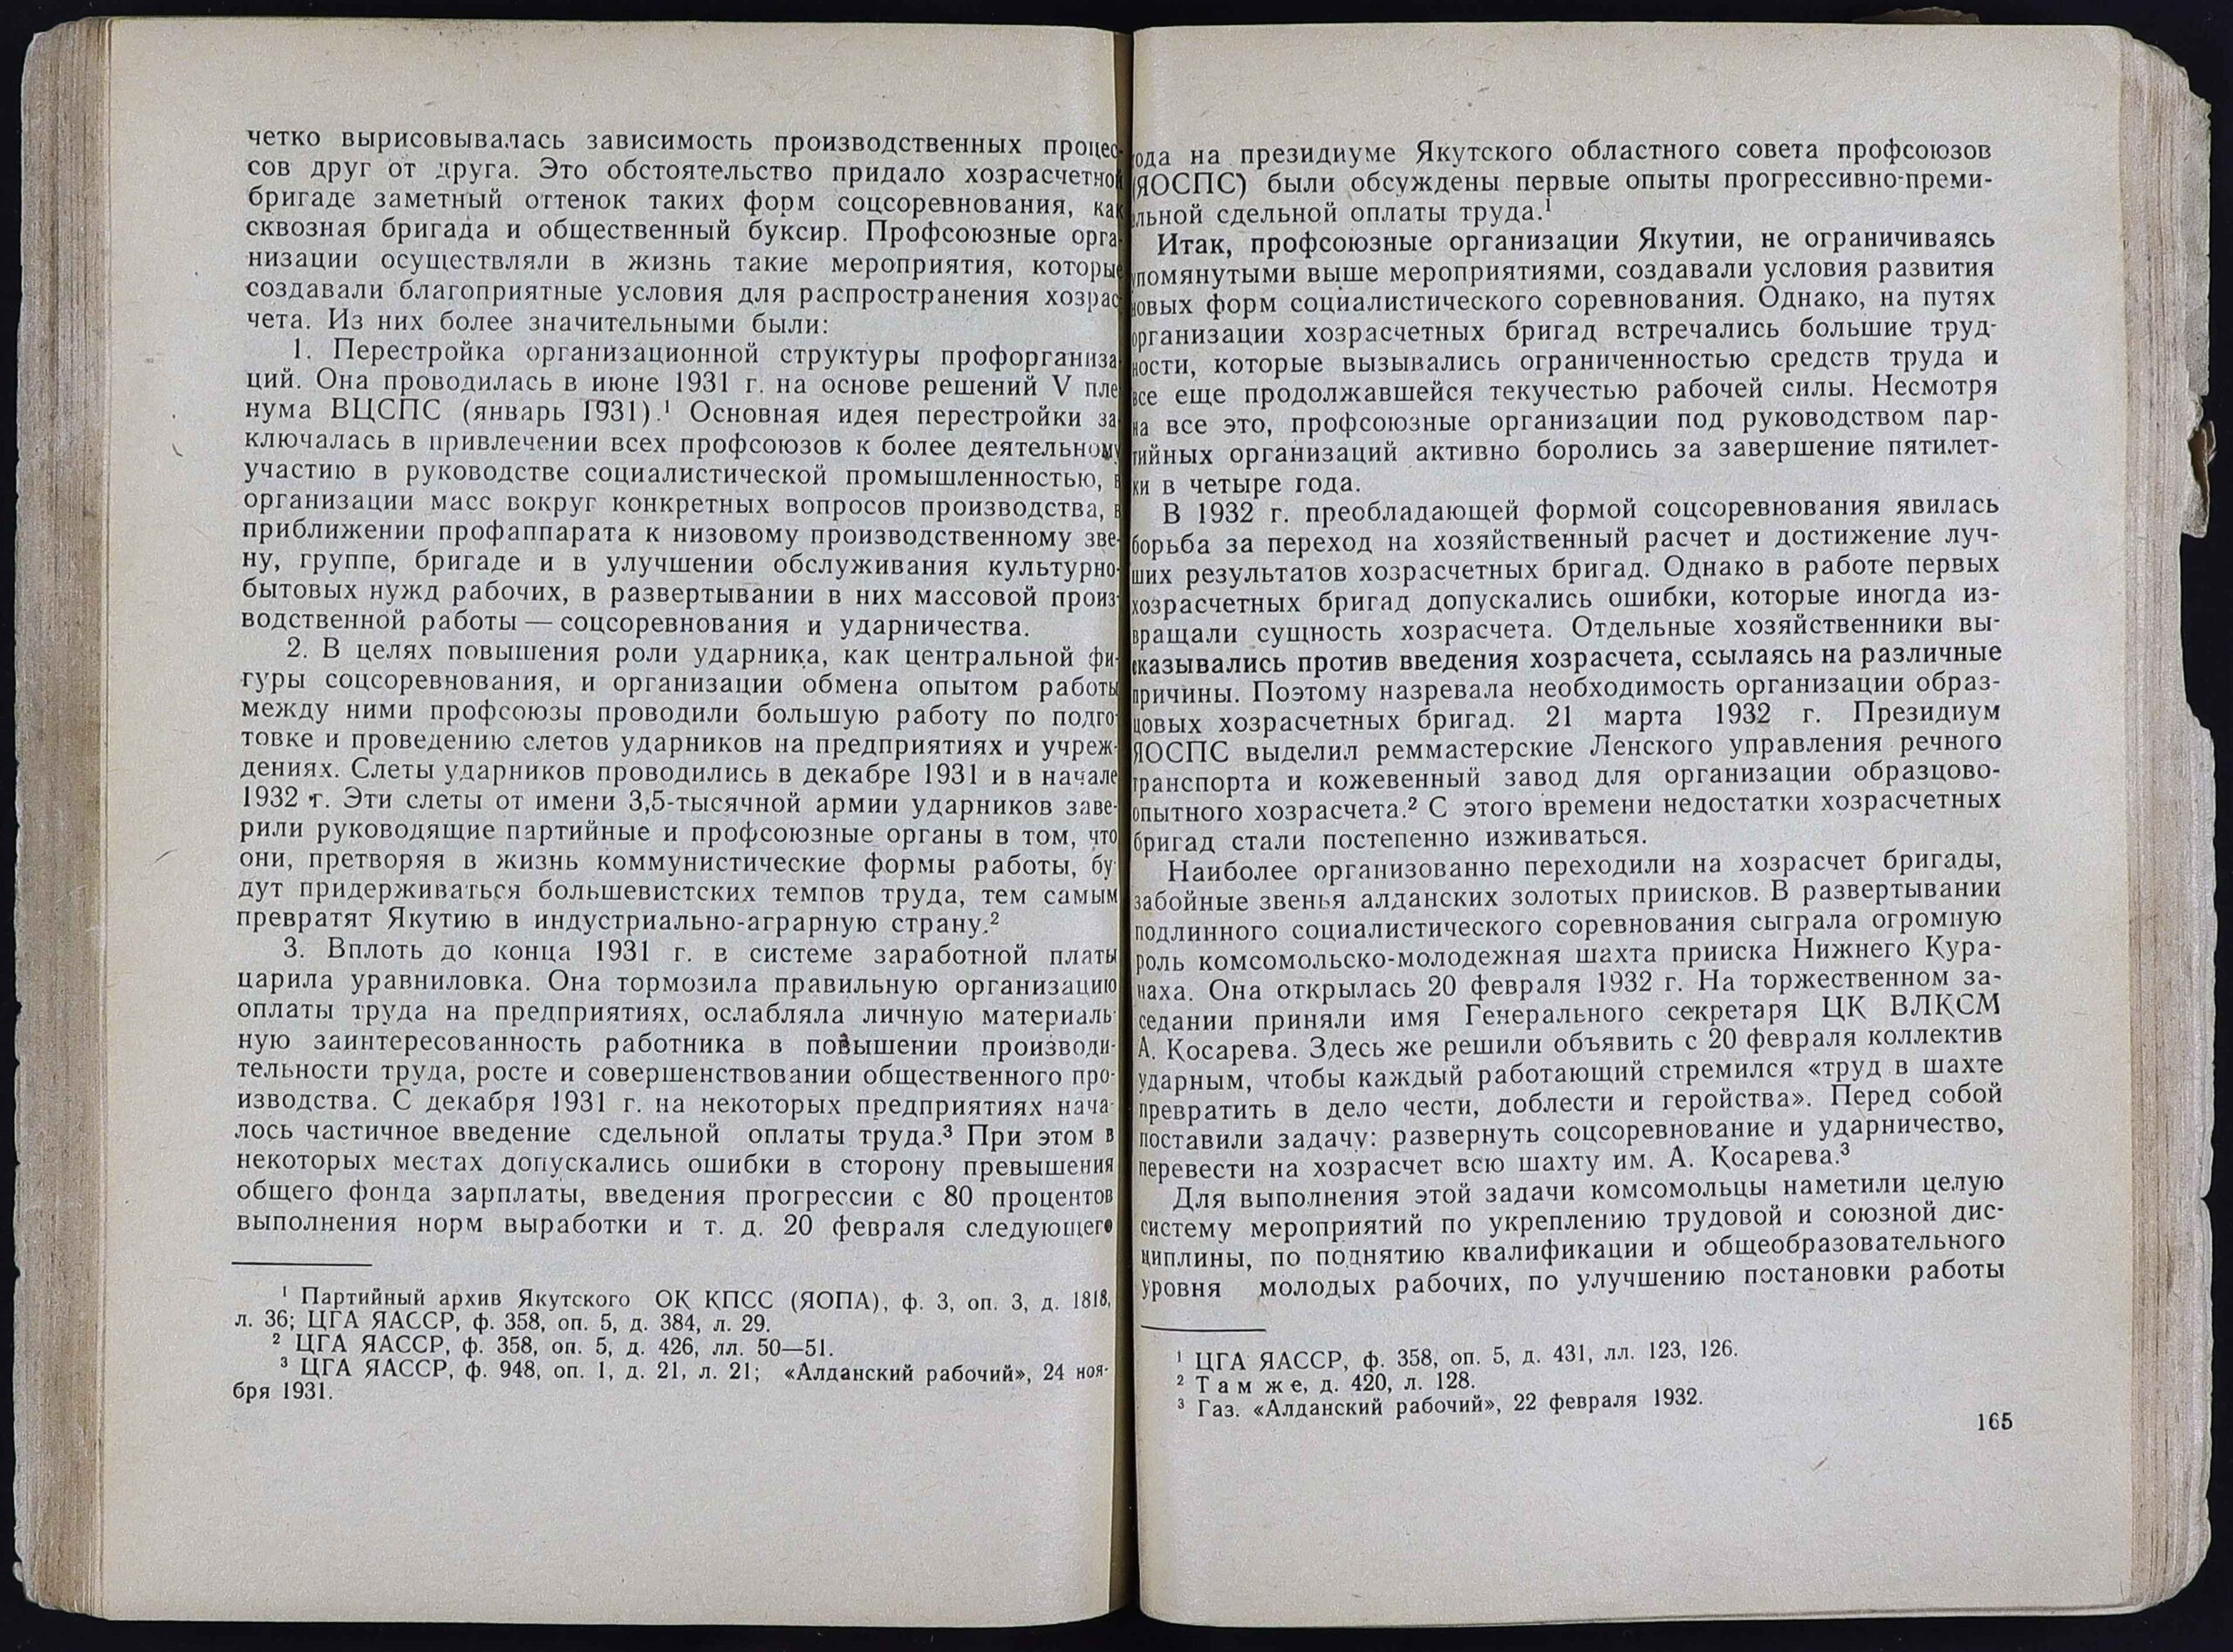 четко вырисовывалась зависимость производственных процес-
сов друг от друга. Это обстоятельство придало хозрасчетной
бригаде заметный оттенок таких форм соцсоревнования, как
сквозная бригада и общественный буксир. Профсоюзные орга-
низации осуществляли в жизнь такие мероприятия, которые
создавали благоприятные условия для распространения хозрас-
чета. Из них более значительными были:
1. Перестройка организационной структуры профорганиза-
ций. Она проводилась в июне 1931 г. на основе решений V пле-
нума ВЦСПС (январь 1931).¹ Основная идея перестройки за-
ключалась в привлечении всех профсоюзов к более деятельному
участию в руководстве социалистической промышленностью, в
организации масс вокруг конкретных вопросов производства, в
приближении профаппарата к низовому производственному зве-
ну, группе, бригаде и в улучшении обслуживания культурно-
бытовых нужд рабочих, в развертывании в них массовой произ-
водственной работы — соцсоревнования и ударничества.
2. В целях повышения роли ударника, как центральной фи-
гуры соцсоревнования, и организации обмена опытом работы
между ними профсоюзы проводили большую работу по подго-
товке и проведению слетов ударников на предприятиях и учреж-
дениях. Слеты ударников проводились в декабре 1931 и в начале
1932 г. Эти слеты от имени 3,5-тысячной армии ударников заве-
рили руководящие партийные и профсоюзные органы в том, что
они, претворяя в жизнь коммунистические формы работы, бу-
дут придерживаться большевистских темпов труда, тем самым
превратят Якутию в индустриально-аграрную страну.²
3. Вплоть до конца 1931 г. в системе заработной платы
царила уравниловка. Она тормозила правильную организацию
оплаты труда на предприятиях, ослабляла личную материаль-
ную заинтересованность работника в повышении производи-
тельности труда, росте и совершенствовании общественного про-
изводства. С декабря 1931 г. на некоторых предприятиях нача-
лось частичное введение сдельной оплаты труда.³ При этом в
некоторых местах допускались ошибки в сторону превышения
общего фонда зарплаты, введения прогрессии с 80 процентов
выполнения норм выработки и т. д. 20 февраля следующего
¹ Партийный архив Якутского ОК КПСС (ЯОПА), ф. 3, оп. 3, д. 1818,
л. 36; ЦГА ЯАССР, ф. 358, оп. 5, д. 384, л. 29.
² ЦГА ЯАССР, ф. 358, оп. 5, д. 426, лл. 50—51.
³ ЦГА ЯАССР, ф. 948, оп. 1, д. 21, л. 21; «Алданский рабочий», 24 ноя-
бря 1931.
года на президиуме Якутского областного совета профсоюзов
(ЯОСПС) были обсуждены первые опыты прогрессивно-преми-
альной сдельной оплаты труда.¹
Итак, профсоюзные организации Якутии, не ограничиваясь
упомянутыми выше мероприятиями, создавали условия развития
новых форм социалистического соревнования. Однако, на путях
организации хозрасчетных бригад встречались большие труд-
ности, которые вызывались ограниченностью средств труда и
все еще продолжавшейся текучестью рабочей силы. Несмотря
на все это, профсоюзные организации под руководством пар-
тийных организаций активно боролись за завершение пятилет-
ки в четыре года.
В 1932 г. преобладающей формой соцсоревнования явилась
борьба за переход на хозяйственный расчет и достижение луч-
ших результатов хозрасчетных бригад. Однако в работе первых
хозрасчетных бригад допускались ошибки, которые иногда из-
вращали сущность хозрасчета. Отдельные хозяйственники вы-
сказывались против введения хозрасчета, ссылаясь на различные
причины. Поэтому назревала необходимость организации образ-
цовых хозрасчетных бригад. 21 марта 1932 г. Президиум
ЯОСПС выделил реммастерские Ленского управления речного
транспорта и кожевенный завод для организации образцово-
опытного хозрасчета.² С этого времени недостатки хозрасчетных
бригад стали постепенно изживаться.
Наиболее организованно переходили на хозрасчет бригады,
забойные звенья алданских золотых приисков. В развертывании
подлинного социалистического соревнования сыграла огромную
роль комсомольско-молодежная шахта прииска Нижнего Кура-
наха. Она открылась 20 февраля 1932 г. На торжественном за-
седании приняли имя Генерального секретаря ЦК ВЛКСМ
А. Косарева. Здесь же решили объявить с 20 февраля коллектив
ударным, чтобы каждый работающий стремился «труд в шахте
превратить в дело чести, доблести и геройства». Перед собой
поставили задачу: развернуть соцсоревнование и ударничество,
перевести на хозрасчет всю шахту им. А. Косарева.³
Для выполнения этой задачи комсомольцы наметили целую
систему мероприятий по укреплению трудовой и союзной дис-
циплины, по поднятию квалификации и общеобразовательного
уровня молодых рабочих, по улучшению постановки работы
¹ ЦГА ЯАССР, ф. 358, оп. 5, д. 431, лл. 123, 126.
² Там же, д. 420, л. 128.
³ Газ. «Алданский рабочий», 22 февраля 1932.
165